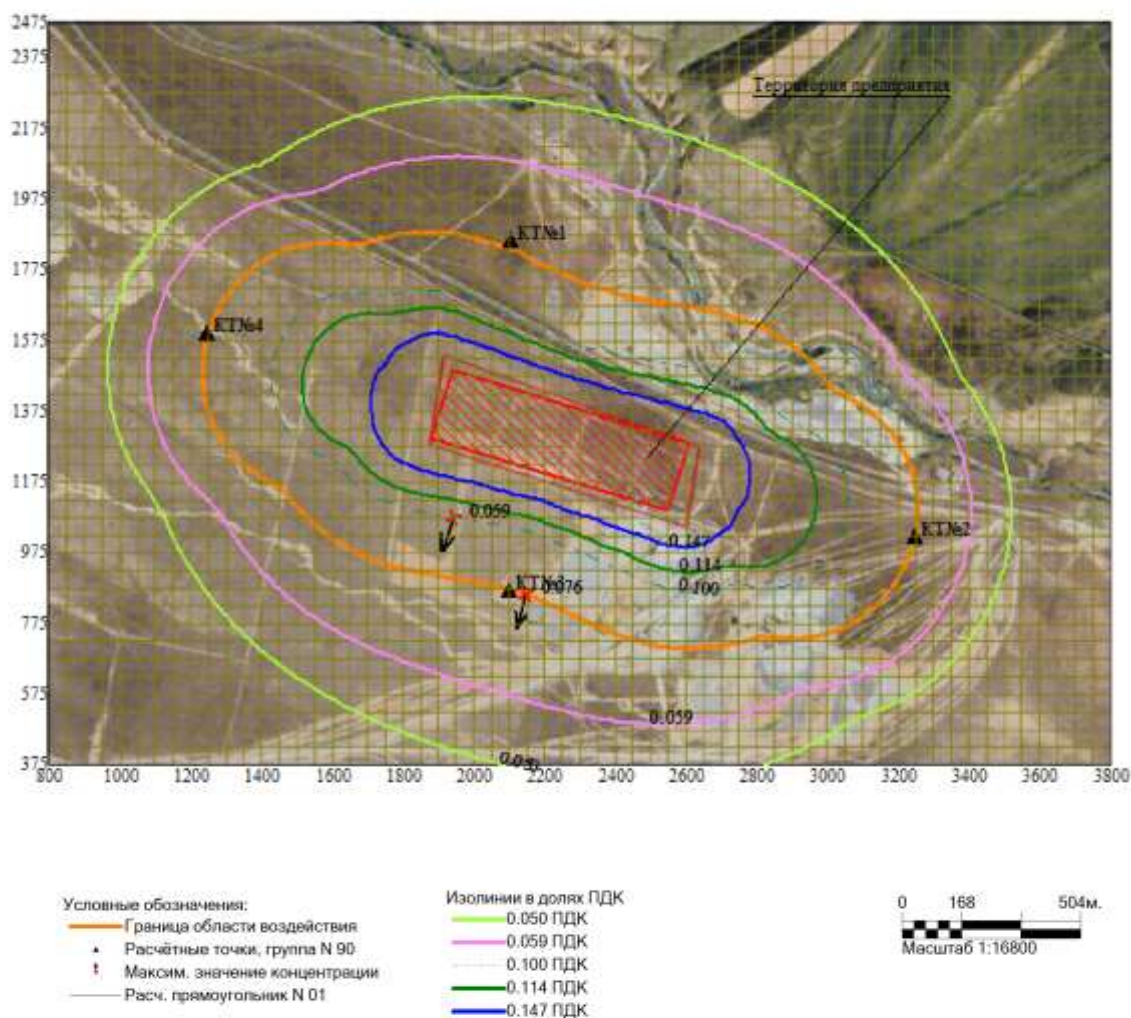 2475
2375
2175
1975
1775
1575
1375
1175
975
775
575
375
Территория предприятия
КТ№1
КТ№4
КТ№2
0.059
0.147
0.114
0.100
0.076
0.059
800 1000 1200 1400 1600 1800 2000 2200 2400 2600 2800 3000 3200 3400 3600 3800
Условные обозначения:
Граница области воздействия
Расчётные точки, группа N 90
Максим. значение концентрации
Расч. прямоугольник N 01
Изолинии в долях ПДК
0.050 ПДК
0.059 ПДК
0.100 ПДК
0.114 ПДК
0.147 ПДК
0 168 504м.
Масштаб 1:16800